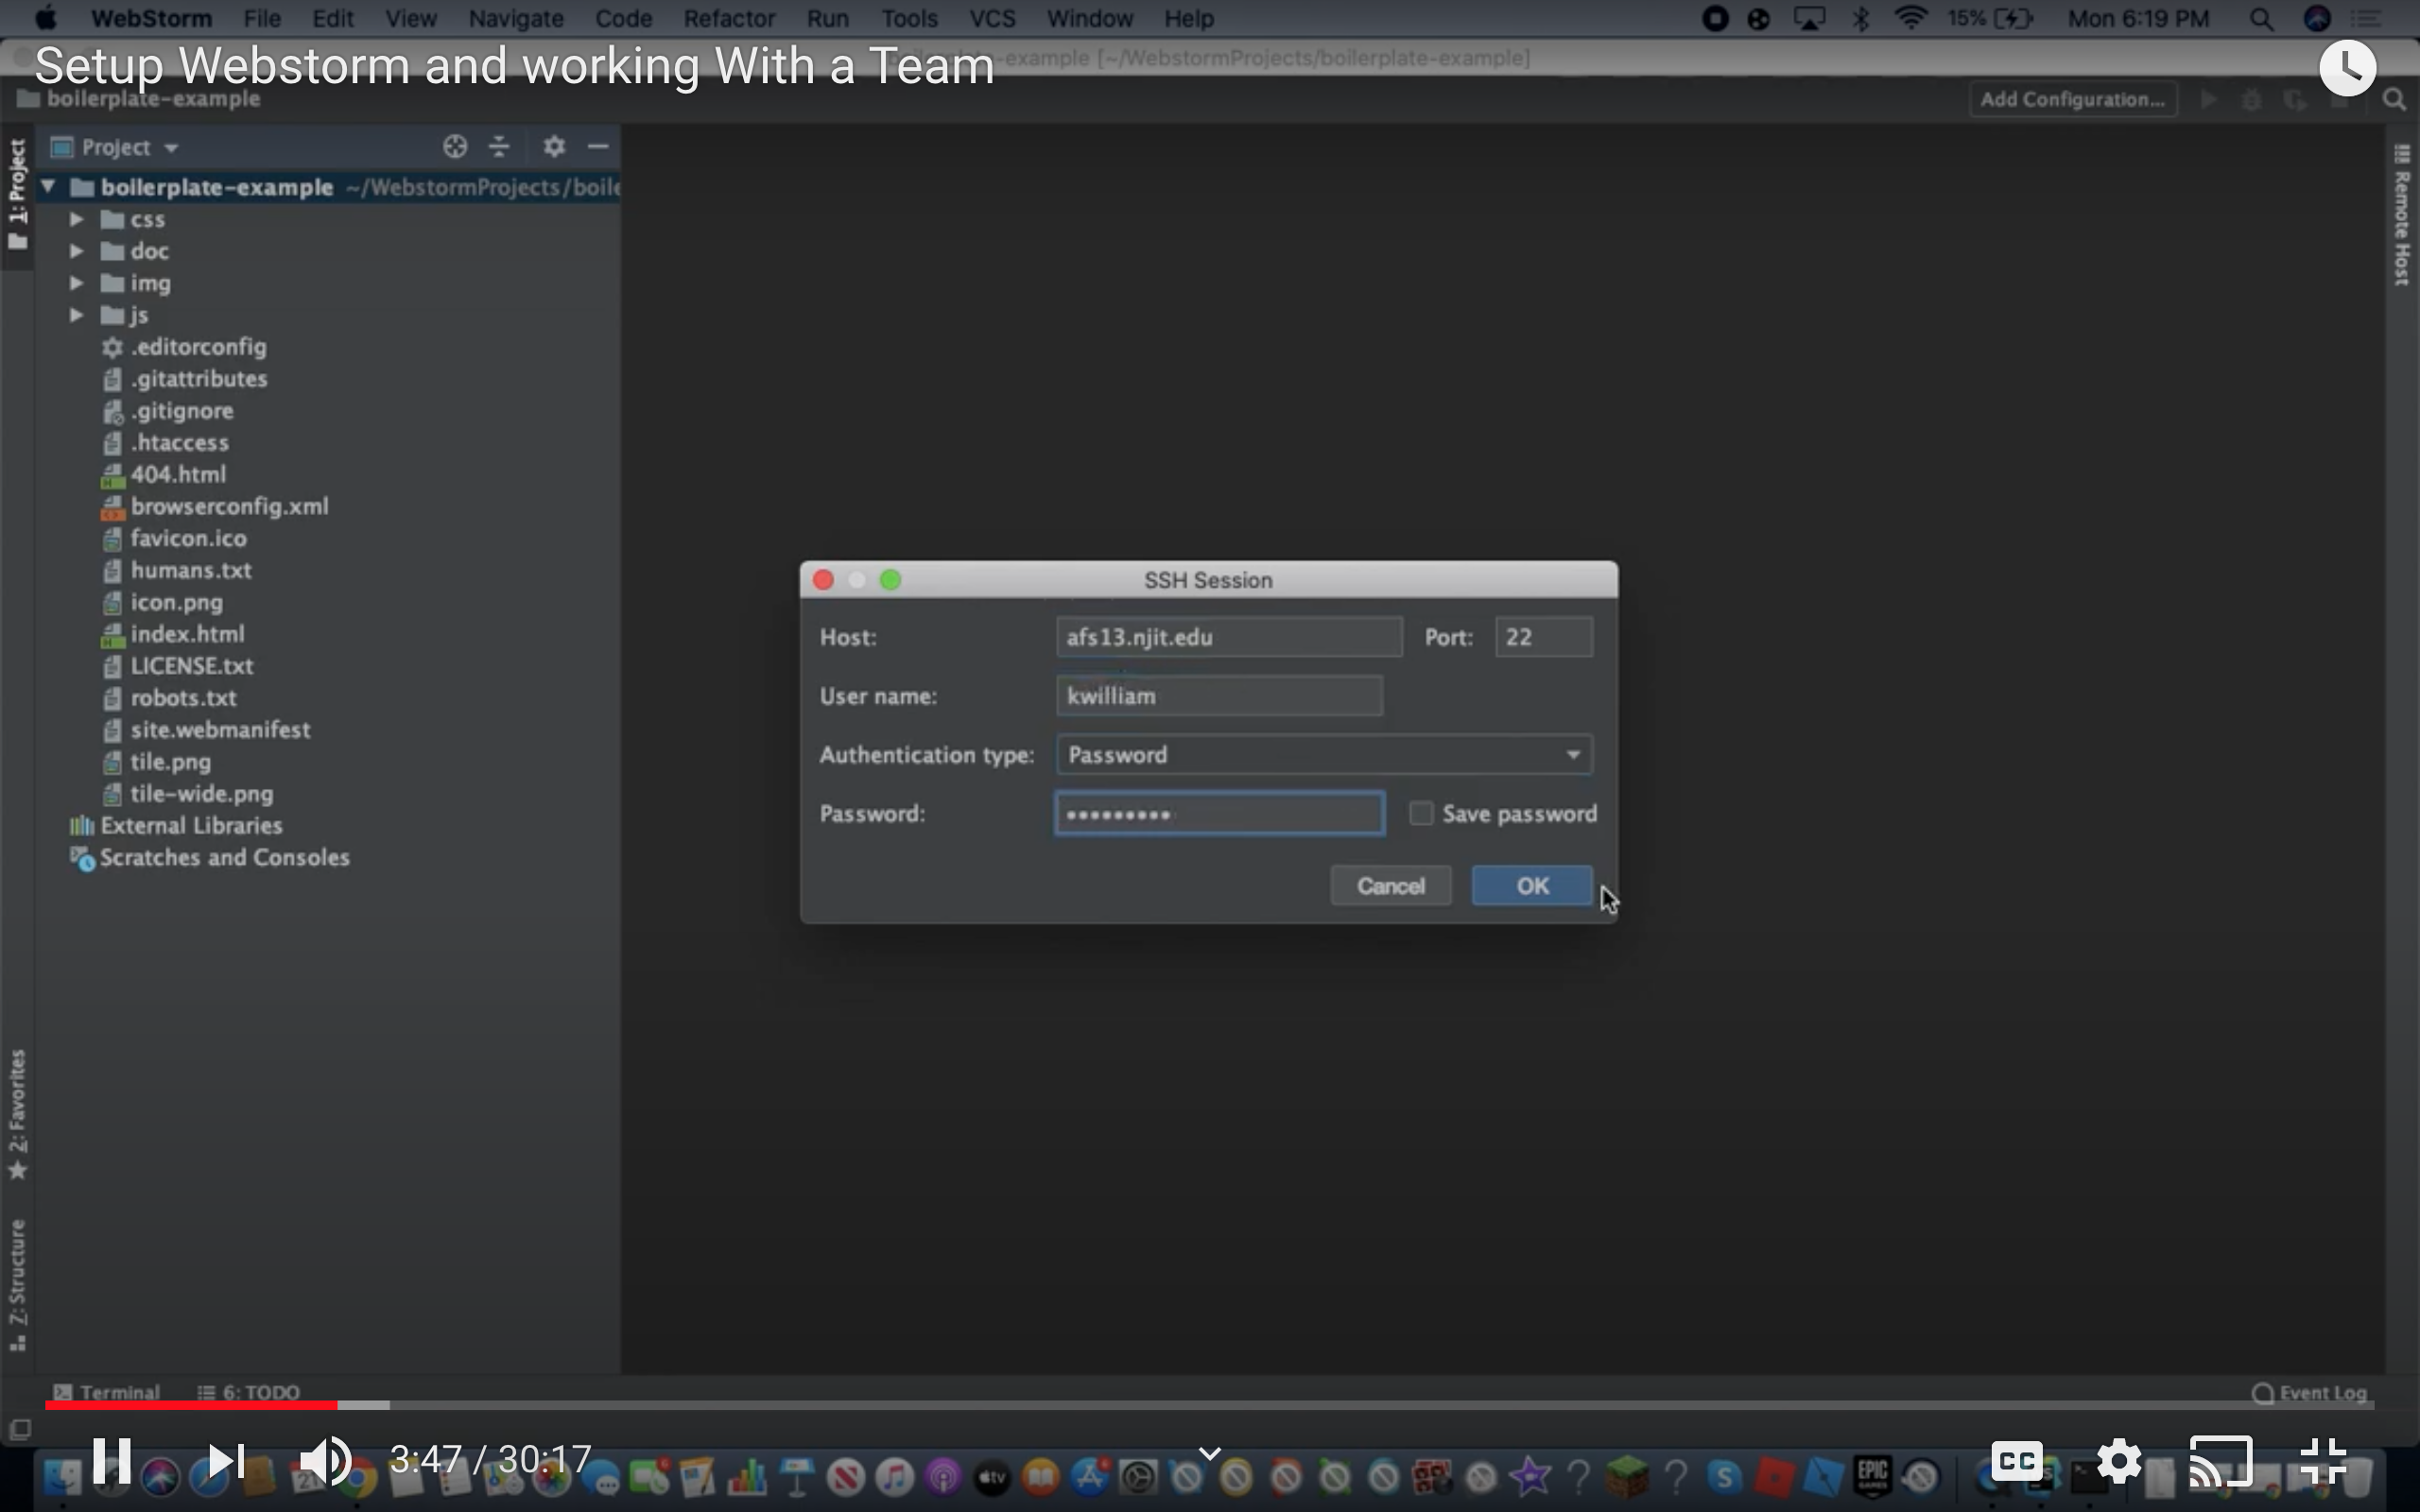 WebStorm File Edit View Navigate Code Refactor Run Tools VCS Window Help 15% Mon 6:19 PM
Setup Webstorm and working With a Team
-example [~/WebstormProjects/boilerplate-example]
boilerplate-example
Add Configuration...
1: Project
Project
Remote Host
boilerplate-example ~/WebstormProjects/boile
css
doc
img
js
.editorconfig
.gitattributes
.gitignore
.htaccess
404.html
browserconfig.xml
favicon.ico
humans.txt
icon.png
index.html
LICENSE.txt
robots.txt
site.webmanifest
tile.png
tile-wide.png
External Libraries
Scratches and Consoles
SSH Session
Host: afs13.njit.edu Port: 22
User name: kwilliam
Authentication type: Password
Password: ••••••••• Save password
Cancel OK
2: Favorites
Z: Structure
Terminal 6: TODO Event Log
3:47 / 30:17
CC
tv
EPIC
GAMES